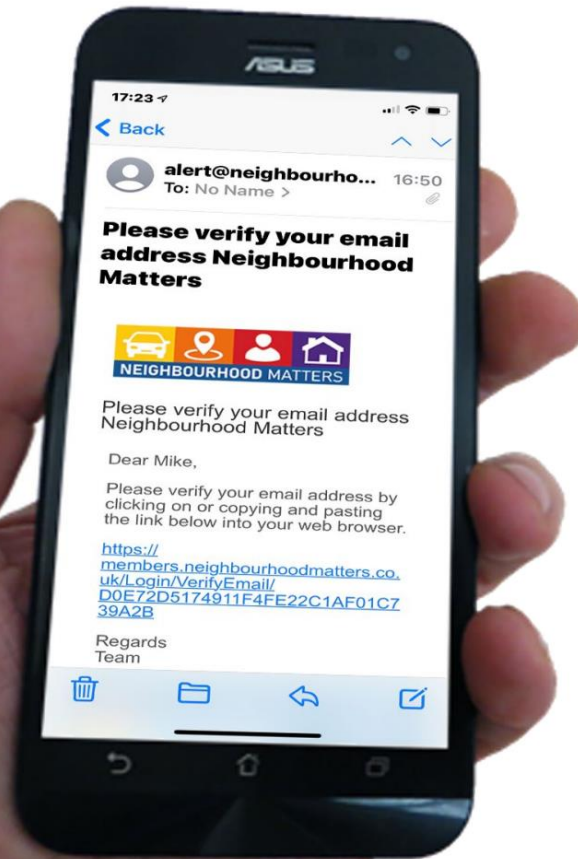 ASUS
17:23
Back
alert@neighbourho... 16:50
To: No Name >
Please verify your email
address Neighbourhood
Matters
NEIGHBOURHOOD MATTERS
Please verify your email address
Neighbourhood Matters
Dear Mike,
Please verify your email address by
clicking on or copying and pasting
the link below into your web browser.
https://
members.neighbourhoodmatters.co.
uk/Login/VerifyEmail/
D0E72D5174911F4FE22C1AF01C7
39A2B
Regards
Team